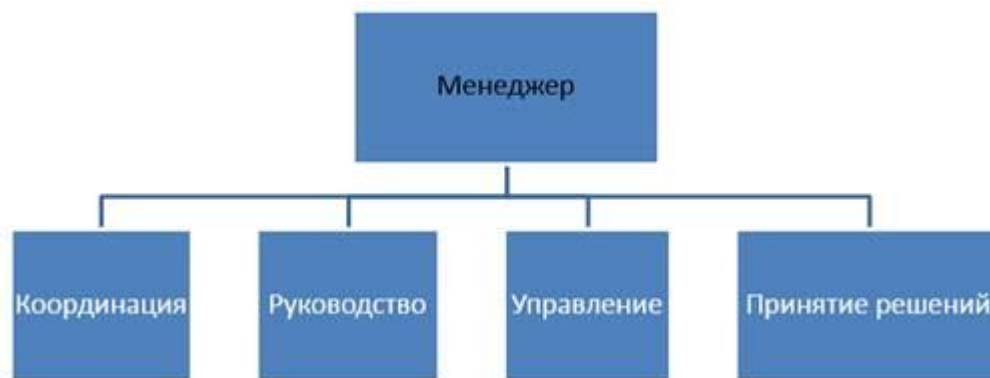 Менеджер
Координация
Руководство
Управление
Принятие решений